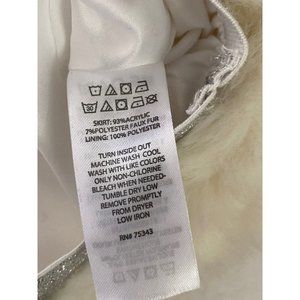 30
SKIRT: 93%ACRYLIC
7%POLYESTER FAUX FUR
LINING: 100% POLYESTER
TURN INSIDE OUT
MACHINE WASH COOL
WASH WITH LIKE COLORS
ONLY NON-CHLORINE
BLEACH WHEN NEEDED-
TUMBLE DRY LOW
REMOVE PROMPTLY
FROM DRYER
LOW IRON
RN# 75343